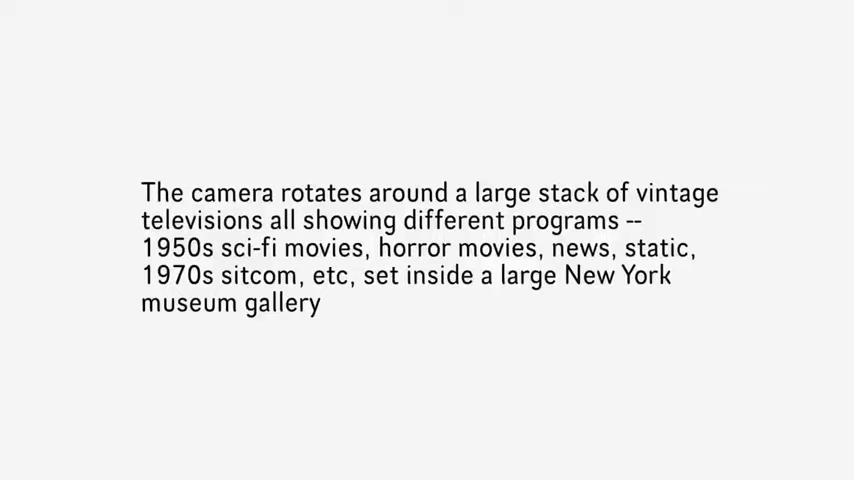 The camera rotates around a large stack of vintage
televisions all showing different programs --
1950s sci-fi movies, horror movies, news, static,
1970s sitcom, etc, set inside a large New York
museum gallery